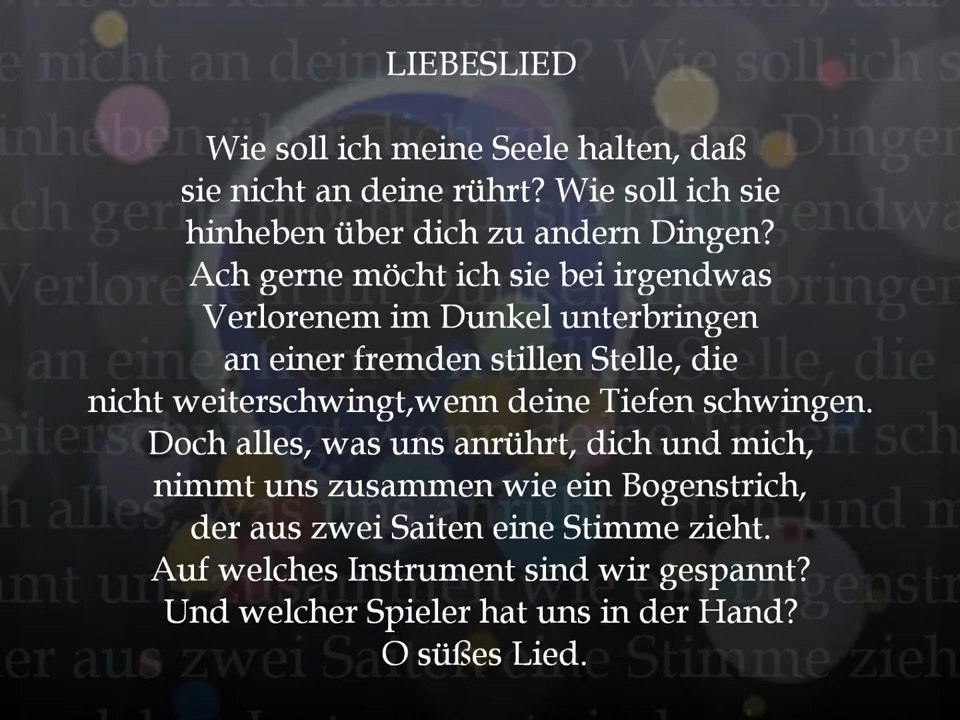 LIEBESLIED
Wie soll ich meine Seele halten, daß
sie nicht an deine rührt? Wie soll ich sie
hinheben über dich zu andern Dingen?
Ach gerne möcht ich sie bei irgendwas
Verlorenem im Dunkel unterbringen
an einer fremden stillen Stelle, die
nicht weiterschwingt,wenn deine Tiefen schwingen.
Doch alles, was uns anrührt, dich und mich,
nimmt uns zusammen wie ein Bogenstrich,
der aus zwei Saiten eine Stimme zieht.
Auf welches Instrument sind wir gespannt?
Und welcher Spieler hat uns in der Hand?
O süßes Lied.